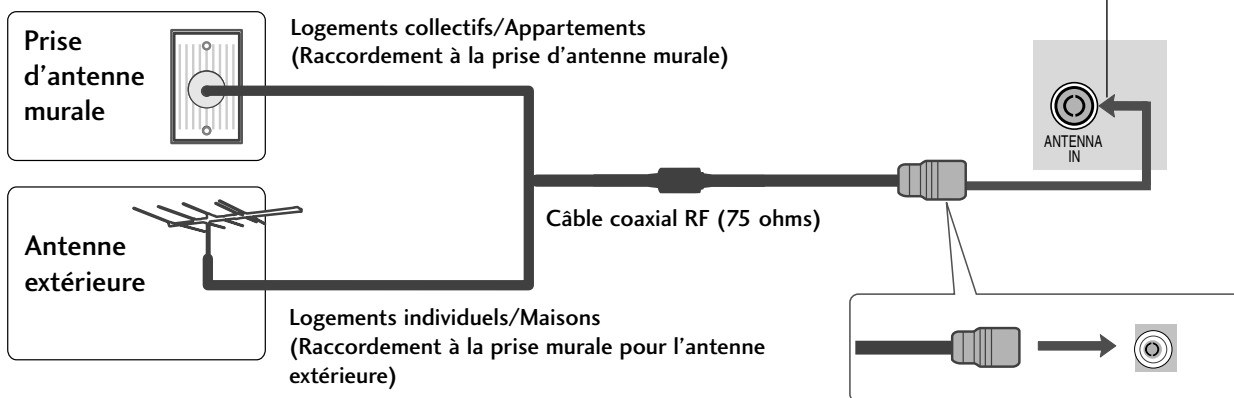 Prise
d'antenne
murale
Logements collectifs/Appartements
(Raccordement à la prise d'antenne murale)
ANTENNA
IN
Câble coaxial RF (75 ohms)
Antenne
extérieure
Logements individuels/Maisons
(Raccordement à la prise murale pour l'antenne
extérieure)